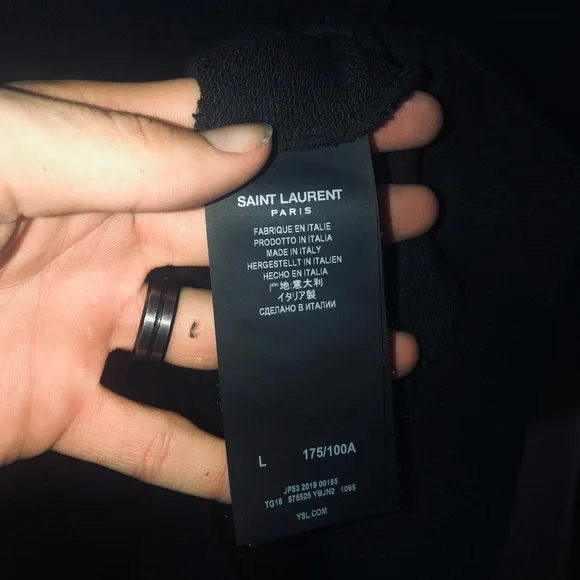 SAINT LAURENT
PARIS
FABRIQUE EN ITALIE
PRODOTTO IN ITALIA
MADE IN ITALY
HERGESTELLT IN ITALIEN
HECHO EN ITALIA
产地:意大利
イタリア製
СДЕЛАНО В ИТАЛИИ
L 175/100A
JP53 2019 00186
TG16 575525 YBJN2 1095
YSL.COM